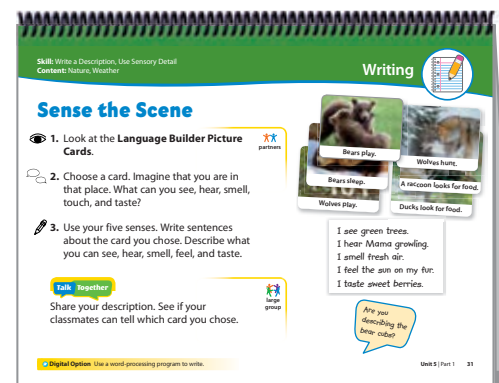 Skill: Write a Description, Use Sensory Detail
Content: Nature, Weather
Writing
Sense the Scene
1. Look at the Language Builder Picture
Cards.
partners
2. Choose a card. Imagine that you are in
that place. What can you see, hear, smell,
touch, and taste?
3. Use your five senses. Write sentences
about the card you chose. Describe what
you can see, hear, smell, feel, and taste.
Talk Together
Share your description. See if your
classmates can tell which card you chose.
large
group
Bears play.
Wolves hunt.
Bears sleep.
A raccoon looks for food.
Wolves play.
Ducks look for food.
I see green trees.
I hear Mama growling.
I smell fresh air.
I feel the sun on my fur.
I taste sweet berries.
Are you
describing the
bear cubs?
Digital Option Use a word-processing program to write.
Unit 5 | Part 1 31